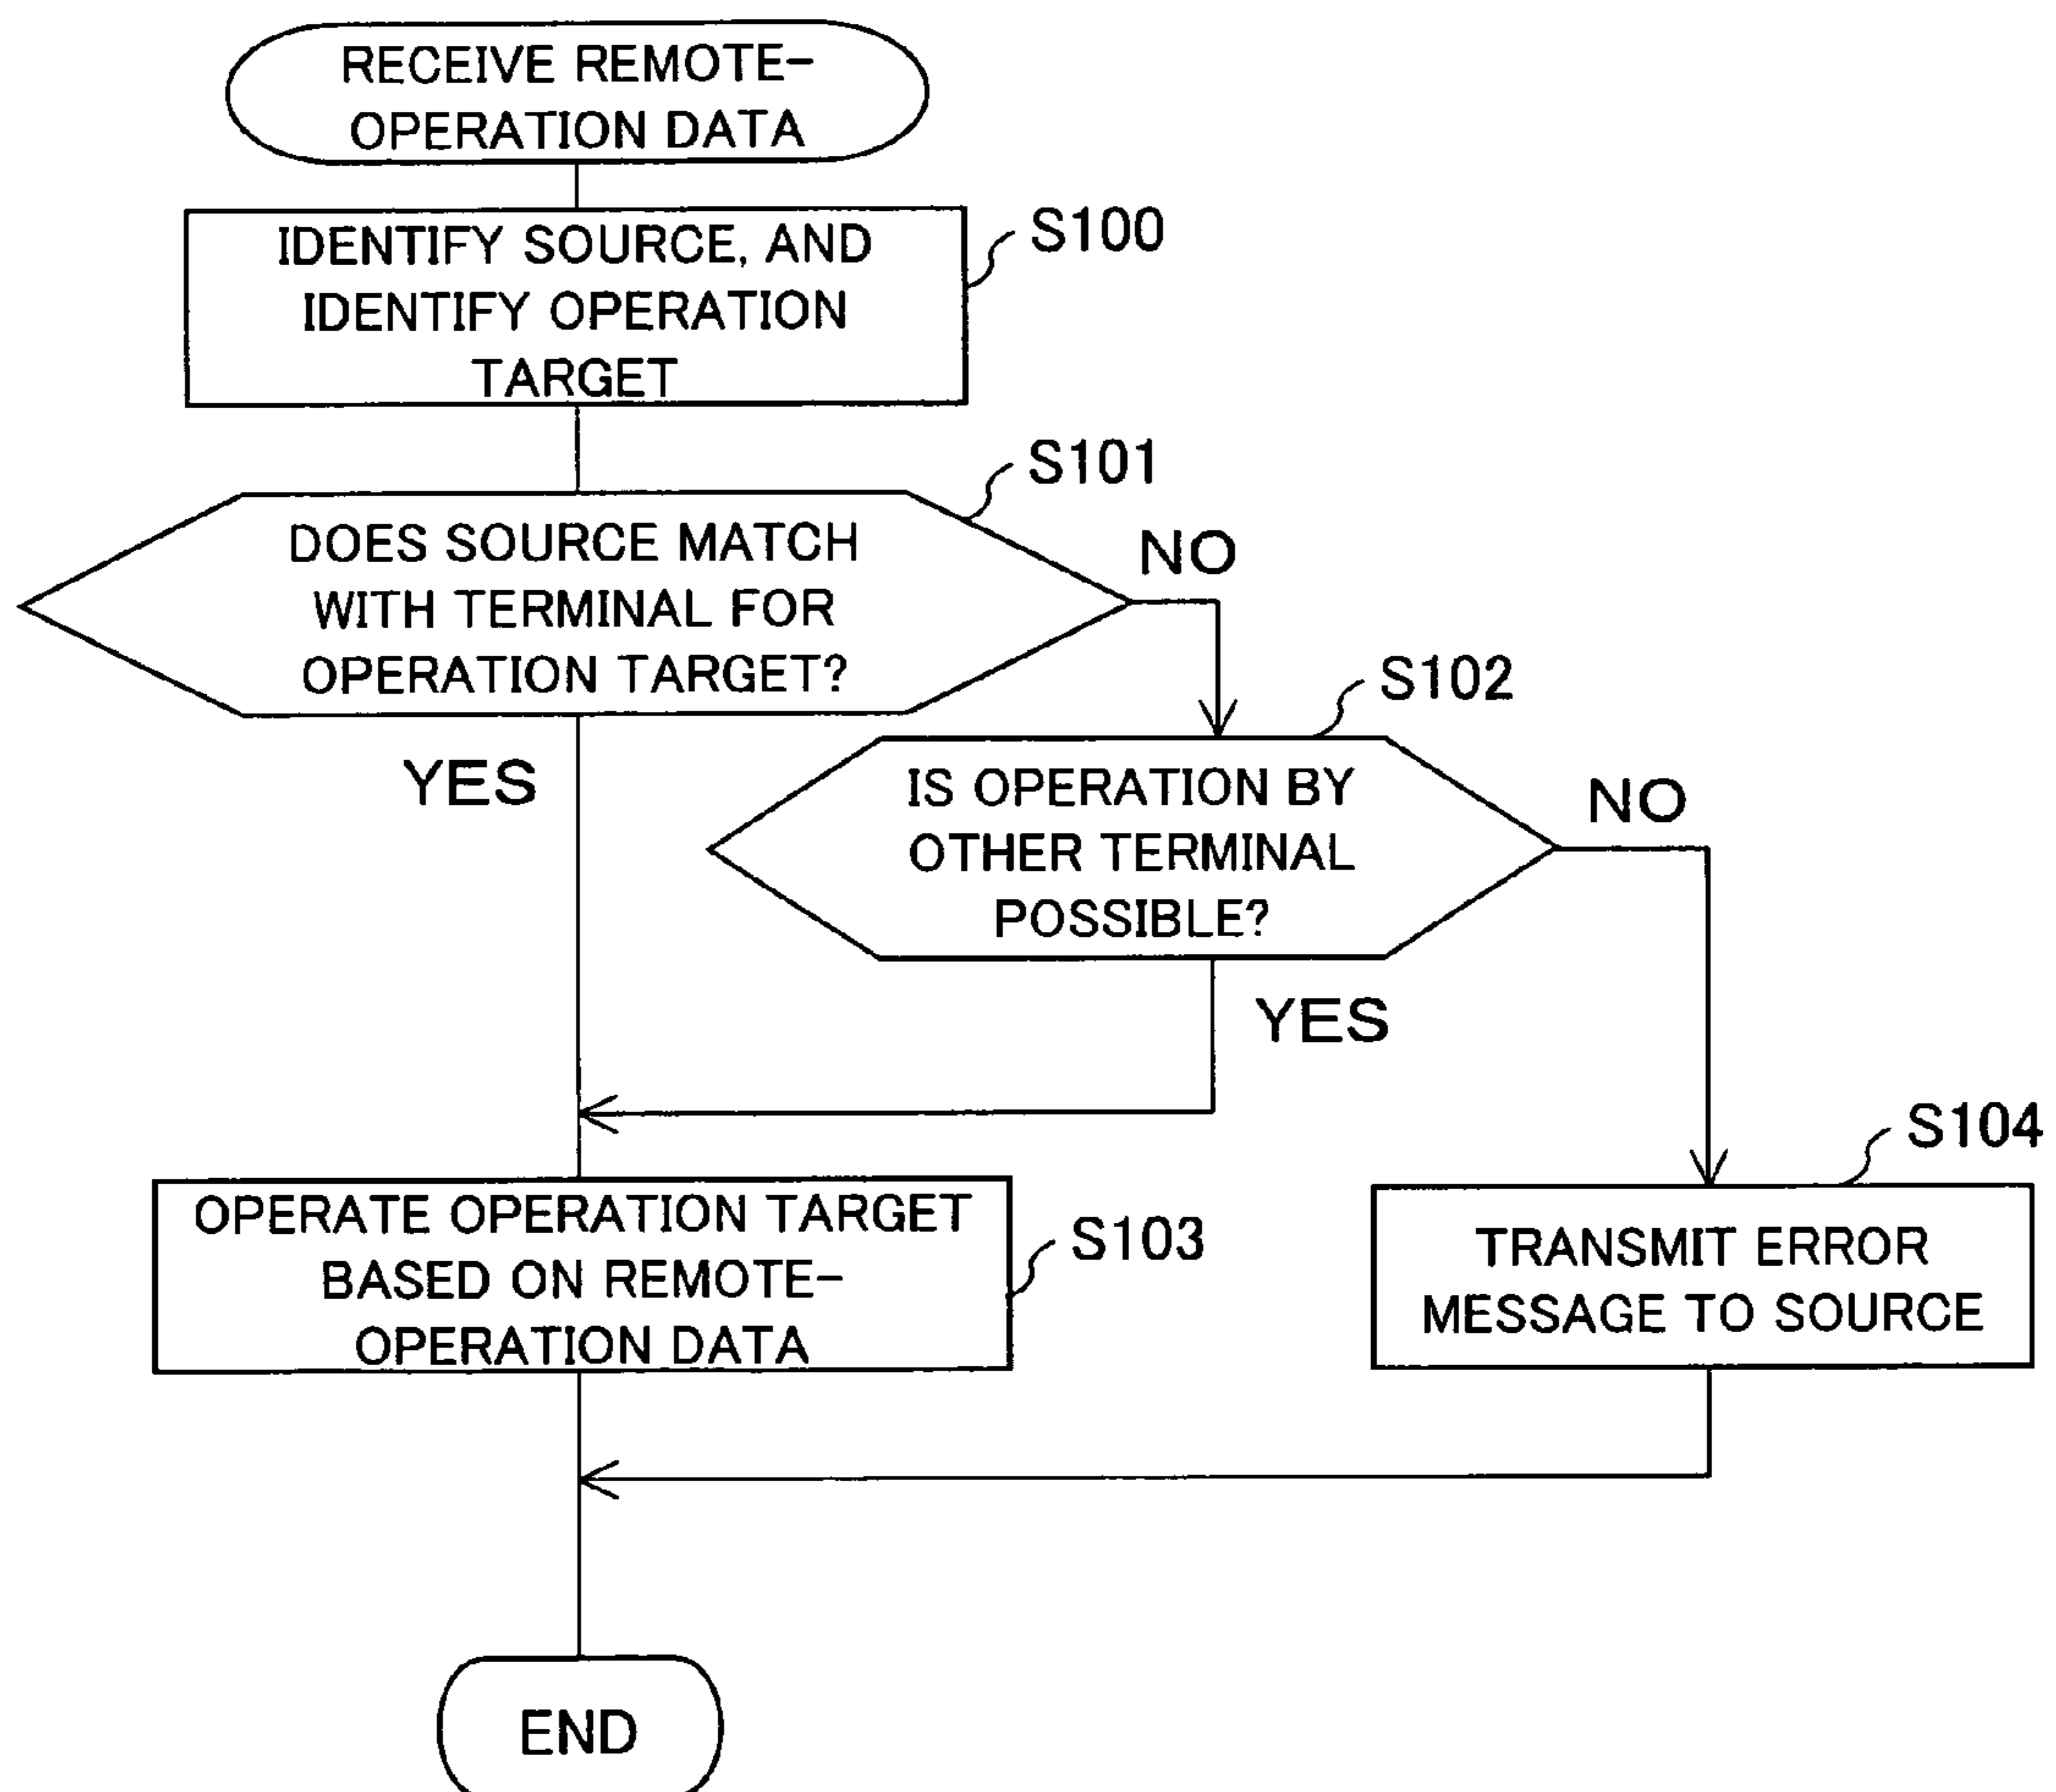 RECEIVE REMOTE-
OPERATION DATA
IDENTIFY SOURCE, AND
IDENTIFY OPERATION
TARGET
S100
S101
DOES SOURCE MATCH
WITH TERMINAL FOR
OPERATION TARGET?
NO
YES
S102
IS OPERATION BY
OTHER TERMINAL
POSSIBLE?
NO
YES
OPERATE OPERATION TARGET
BASED ON REMOTE-
OPERATION DATA
S103
S104
TRANSMIT ERROR
MESSAGE TO SOURCE
END